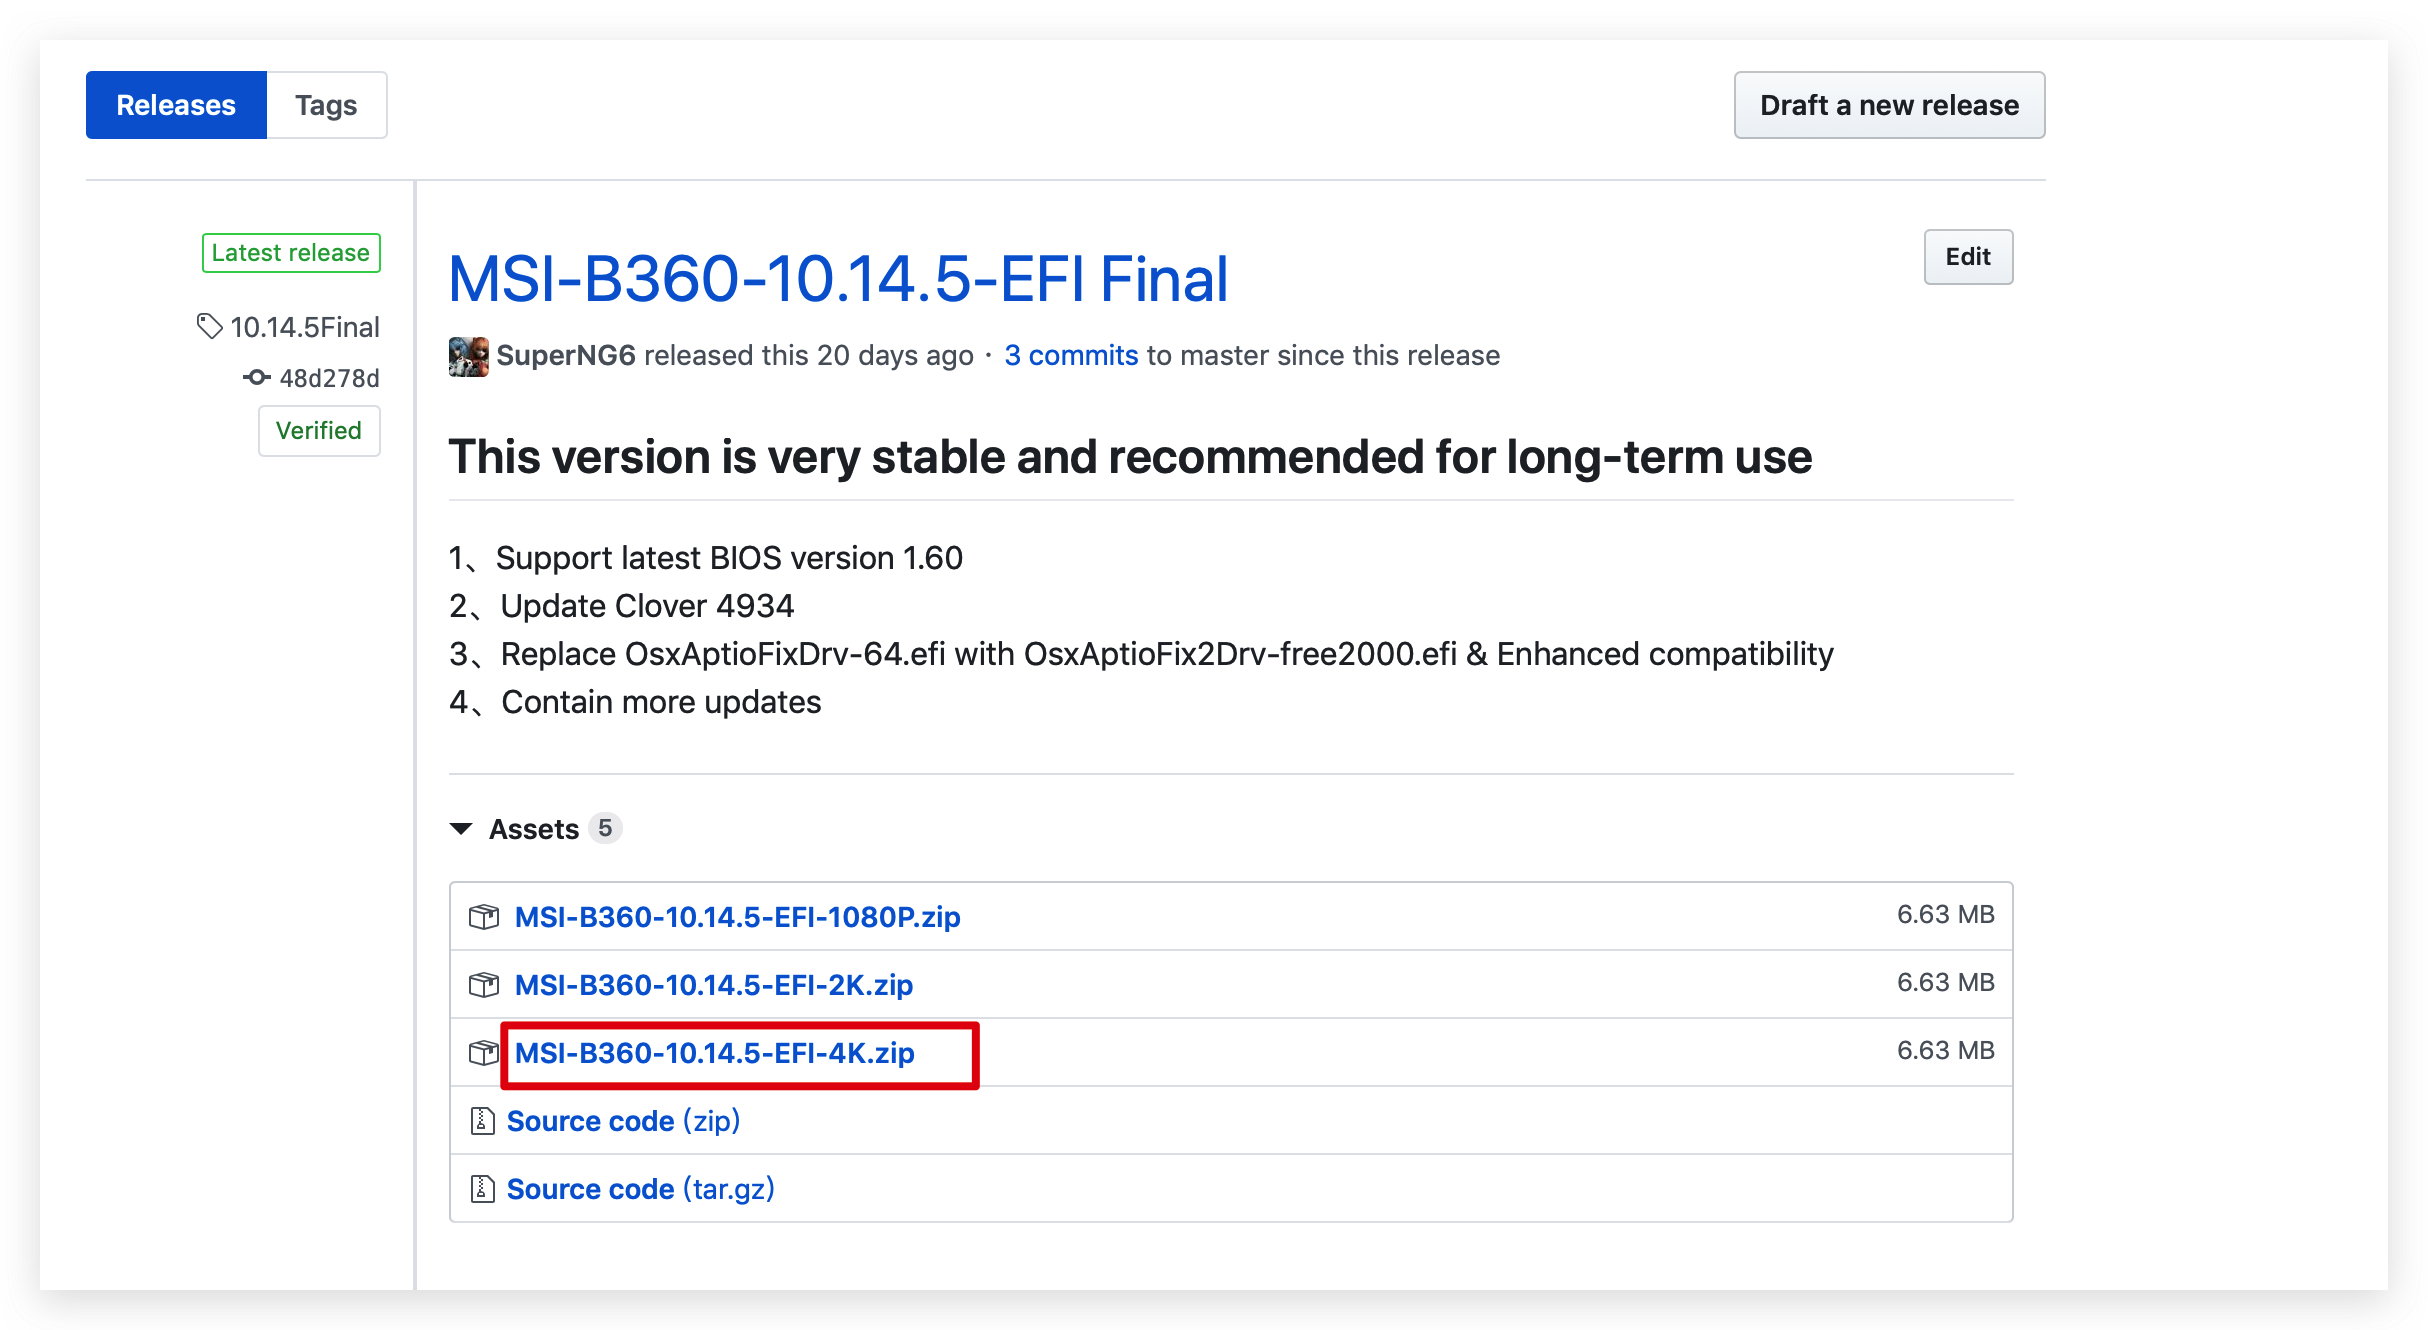 Releases Tags Draft a new release
Latest release
10.14.5Final
48d278d
Verified
MSI-B360-10.14.5-EFI Final
Edit
SuperNG6 released this 20 days ago · 3 commits to master since this release
This version is very stable and recommended for long-term use
1、Support latest BIOS version 1.60
2、Update Clover 4934
3、Replace OsxAptioFixDrv-64.efi with OsxAptioFix2Drv-free2000.efi & Enhanced compatibility
4、Contain more updates
Assets 5
MSI-B360-10.14.5-EFI-1080P.zip 6.63 MB
MSI-B360-10.14.5-EFI-2K.zip 6.63 MB
MSI-B360-10.14.5-EFI-4K.zip 6.63 MB
Source code (zip)
Source code (tar.gz)